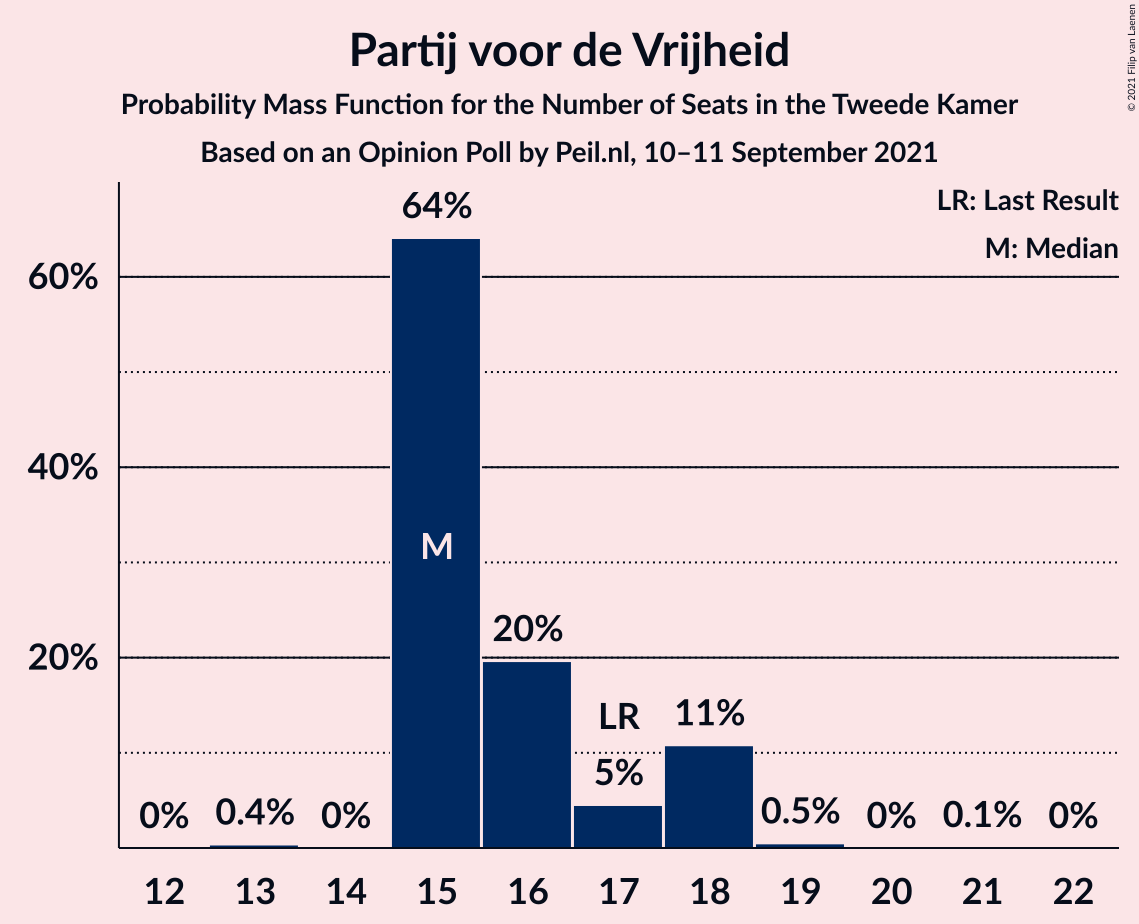 Partij voor de Vrijheid
Probability Mass Function for the Number of Seats in the Tweede Kamer
Based on an Opinion Poll by Peil.nl, 10–11 September 2021
© 2021 Filip van Laenen
LR: Last Result
M: Median
64%
60%
40%
M
20%
20%
LR
11%
5%
0%
0.4%
0%
0.5%
0%
0.1%
0%
12 13 14 15 16 17 18 19 20 21 22